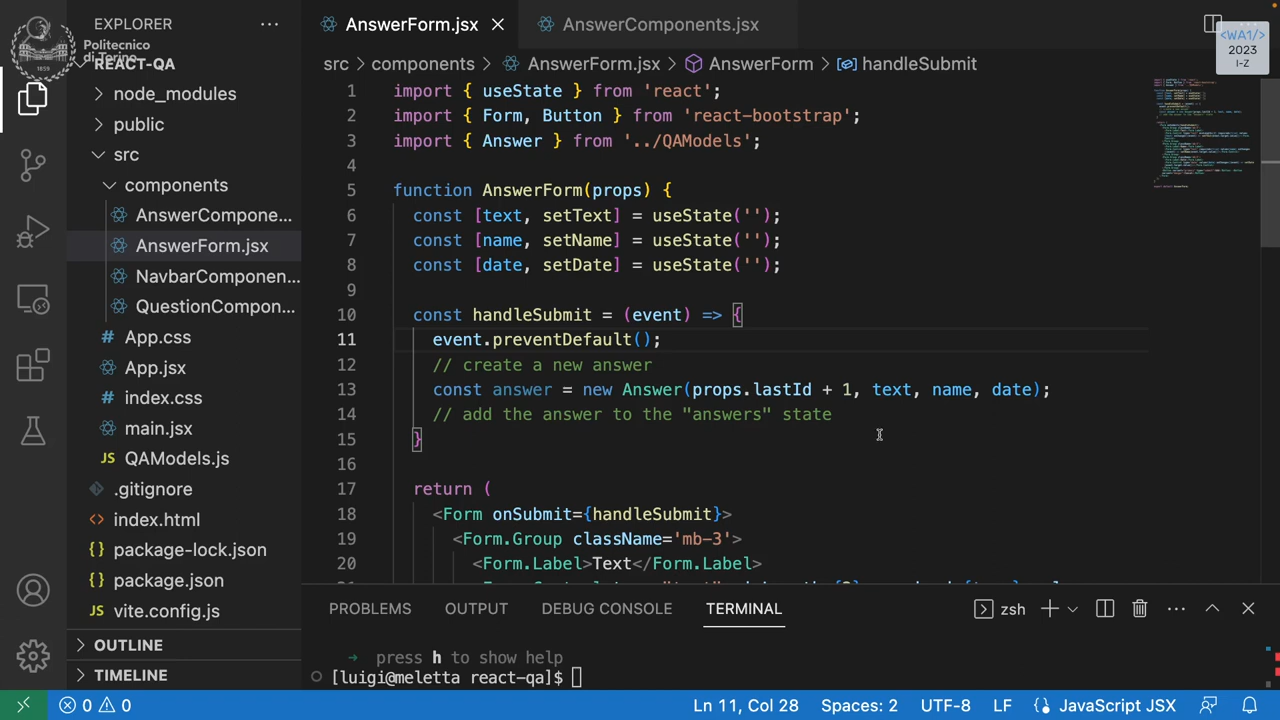 EXPLORER
Politecnico
di Torino
1859
REACT-QA
node_modules
public
src
components
AnswerCompone...
AnswerForm.jsx
NavbarComponen...
QuestionCompon...
# App.css
App.jsx
# index.css
main.jsx
JS QAModels.js
.gitignore
<> index.html
{} package-lock.json
{} package.json
JS vite.config.js
OUTLINE
TIMELINE
AnswerForm.jsx
AnswerComponents.jsx
<WA1/>
2023
I-Z
src > components > AnswerForm.jsx > AnswerForm > handleSubmit
1 import { useState } from 'react';
2 import { Form, Button } from 'react-bootstrap';
3 import { Answer } from '../QAModels';
4
5 function AnswerForm(props) {
6 const [text, setText] = useState('');
7 const [name, setName] = useState('');
8 const [date, setDate] = useState('');
9
10 const handleSubmit = (event) => {
11 event.preventDefault();
12 // create a new answer
13 const answer = new Answer(props.lastId + 1, text, name, date);
14 // add the answer to the "answers" state
15 }
16
17 return (
18 <Form onSubmit={handleSubmit}>
19 <Form.Group className='mb-3'>
20 <Form.Label>Text</Form.Label>
PROBLEMS OUTPUT DEBUG CONSOLE TERMINAL zsh
→ press h to show help
[luigi@meletta react-qa]$
0 0 Ln 11, Col 28 Spaces: 2 UTF-8 LF {} JavaScript JSX